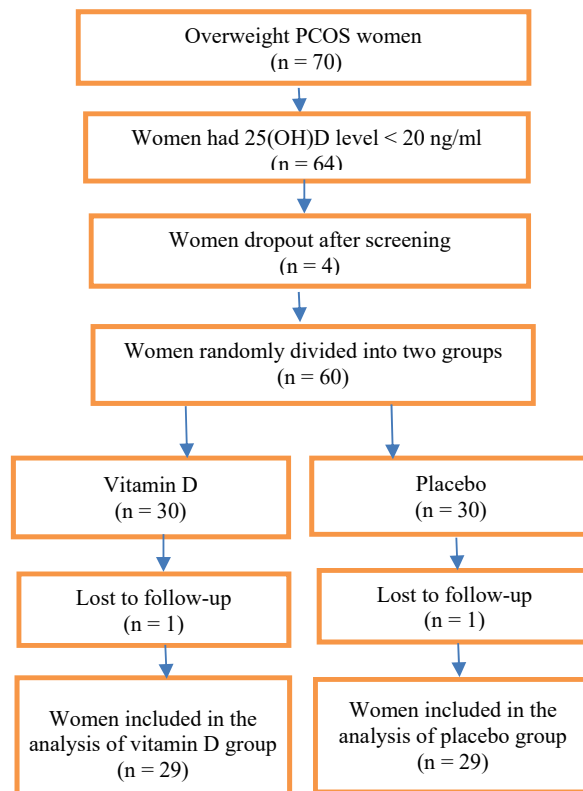 Overweight PCOS women
(n = 70)
Women had 25(OH)D level < 20 ng/ml
(n = 64)
Women dropout after screening
(n = 4)
Women randomly divided into two groups
(n = 60)
Vitamin D
(n = 30)
Placebo
(n = 30)
Lost to follow-up
(n = 1)
Lost to follow-up
(n = 1)
Women included in the
analysis of vitamin D group
(n = 29)
Women included in the
analysis of placebo group
(n = 29)